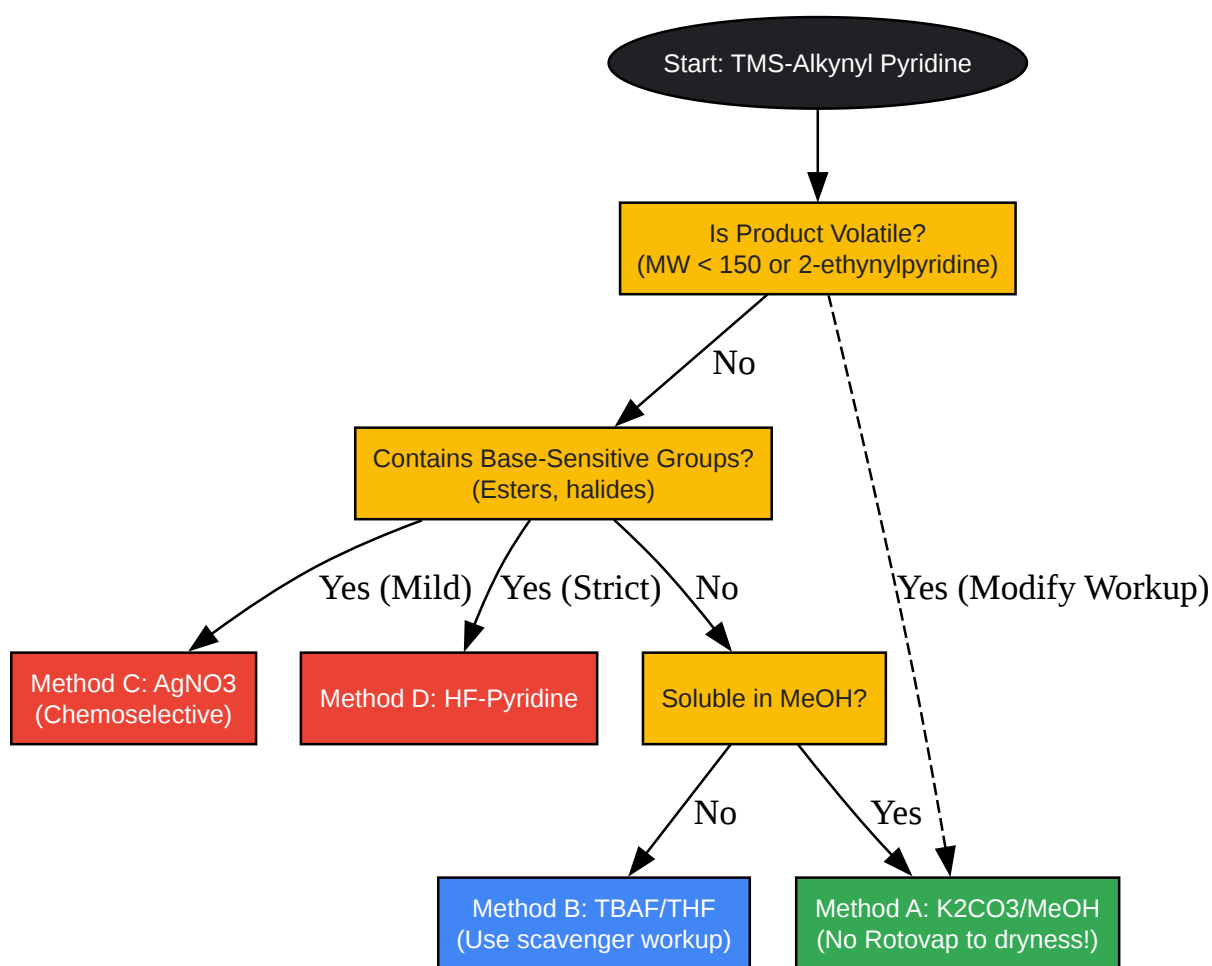 Start: TMS-Alkynyl Pyridine
Is Product Volatile?
(MW < 150 or 2-ethynylpyridine)
No
Contains Base-Sensitive Groups?
(Esters, halides)
Yes (Mild)
Yes (Strict)
No
Yes (Modify Workup)
Method C: AgNO3
(Chemoselective)
Method D: HF-Pyridine
Soluble in MeOH?
No
Yes
Method B: TBAF/THF
(Use scavenger workup)
Method A: K2CO3/MeOH
(No Rotovap to dryness!)